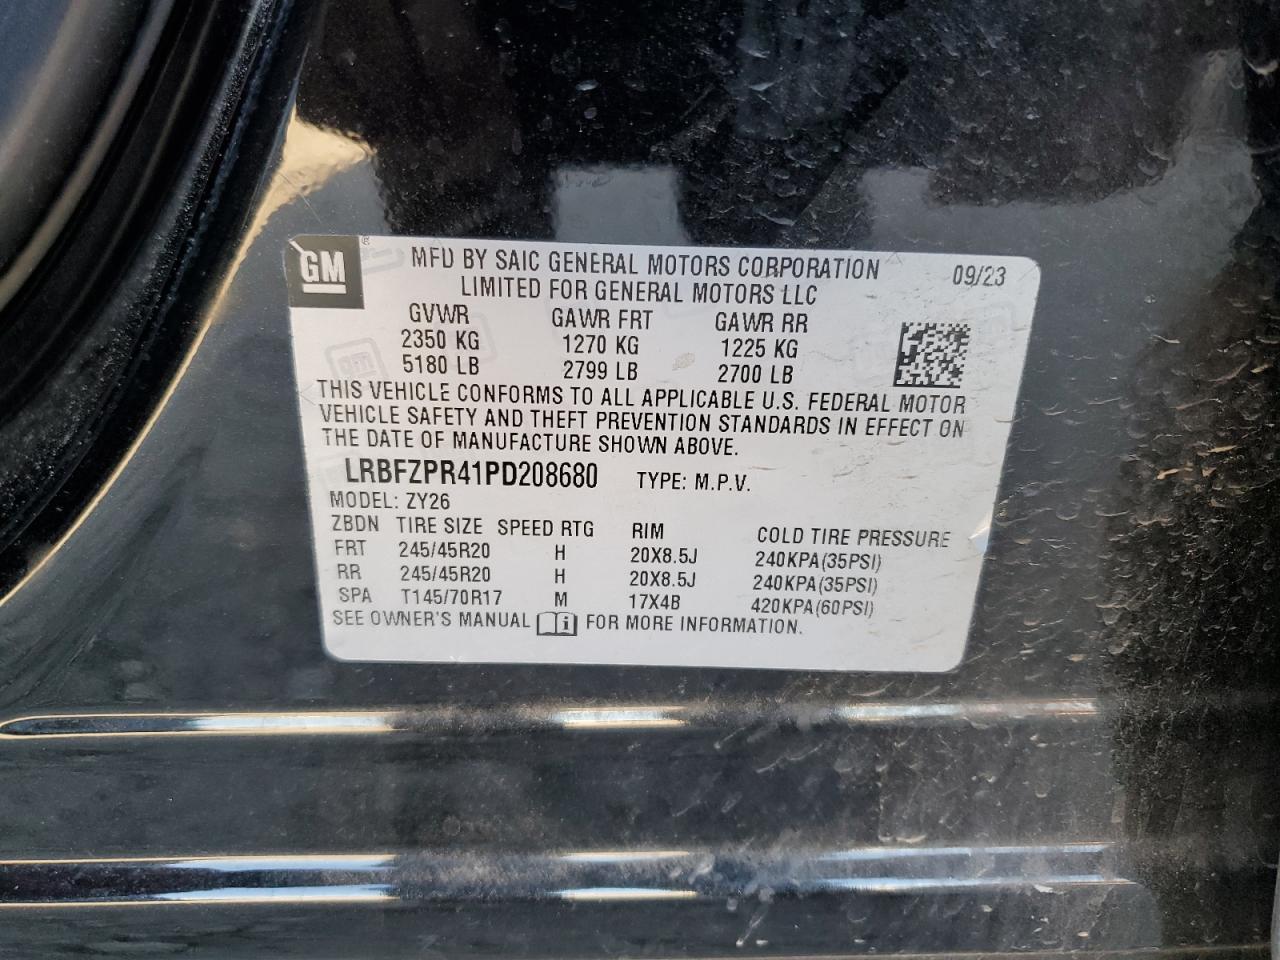 GM ® MFD BY SAIC GENERAL MOTORS CORPORATION 09/23
LIMITED FOR GENERAL MOTORS LLC
GVWR GAWR FRT GAWR RR
2350 KG 1270 KG 1225 KG
5180 LB 2799 LB 2700 LB
THIS VEHICLE CONFORMS TO ALL APPLICABLE U.S. FEDERAL MOTOR
VEHICLE SAFETY AND THEFT PREVENTION STANDARDS IN EFFECT ON
THE DATE OF MANUFACTURE SHOWN ABOVE.
LRBFZPR41PD208680 TYPE: M.P.V.
MODEL: ZY26
ZBDN TIRE SIZE SPEED RTG RIM COLD TIRE PRESSURE
FRT 245/45R20 H 20X8.5J 240KPA(35PSI)
RR 245/45R20 H 20X8.5J 240KPA(35PSI)
SPA T145/70R17 M 17X4B 420KPA(60PSI)
SEE OWNER'S MANUAL i FOR MORE INFORMATION.